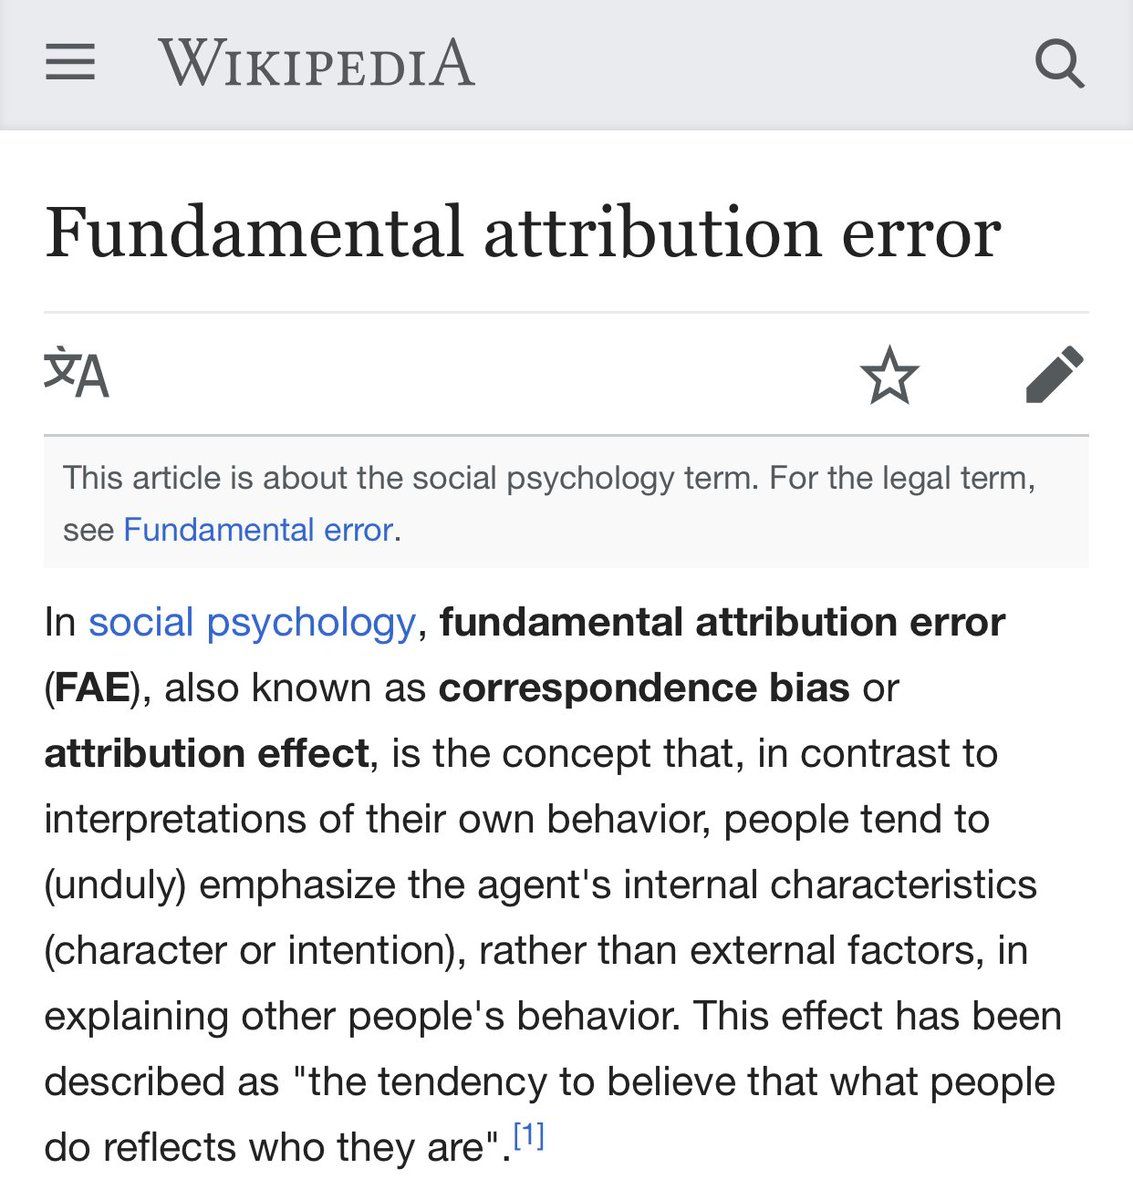 WIKIPEDIA
Fundamental attribution error
文A
This article is about the social psychology term. For the legal term,
see Fundamental error.
In social psychology, fundamental attribution error
(FAE), also known as correspondence bias or
attribution effect, is the concept that, in contrast to
interpretations of their own behavior, people tend to
(unduly) emphasize the agent's internal characteristics
(character or intention), rather than external factors, in
explaining other people's behavior. This effect has been
described as "the tendency to believe that what people
do reflects who they are".[1]